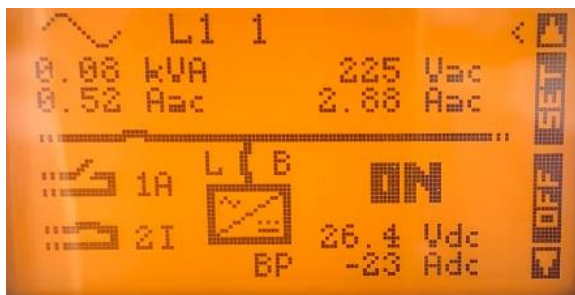 L1 1 <
0.08 kVA 225 Vac SET
0.52 Aac 2.88 Aac
L B
1A ON
2I 26.4 Vdc OFF
BP -23 Adc